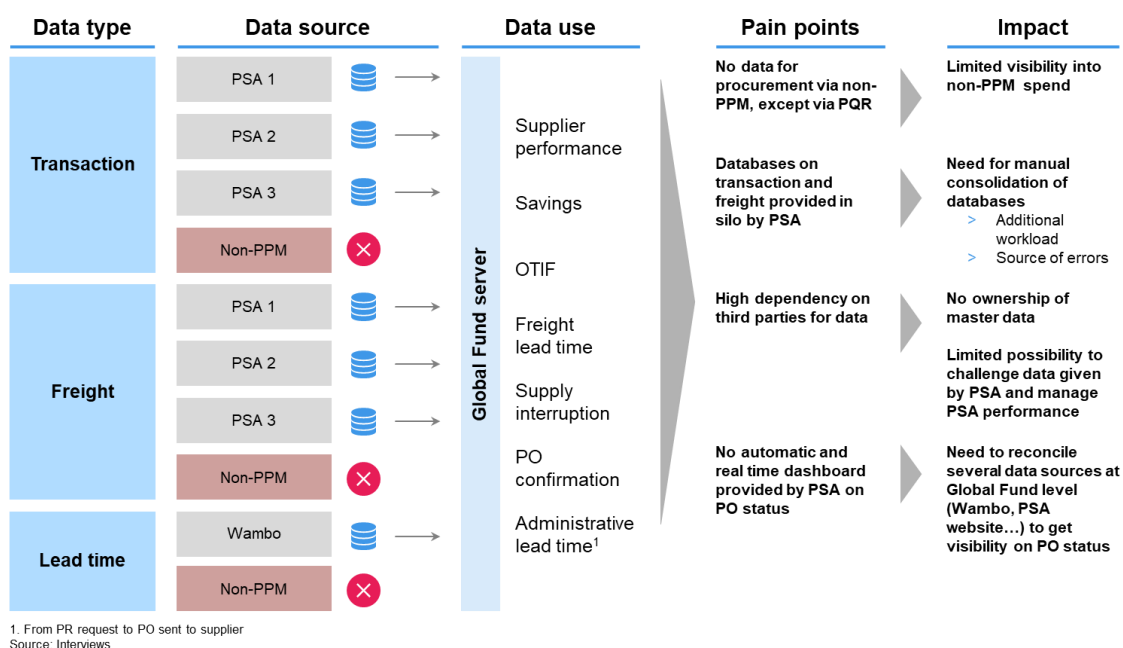 Data type
Data source
Data use
Pain points
Impact
Transaction
PSA 1
PSA 2
PSA 3
Non-PPM
Freight
PSA 1
PSA 2
PSA 3
Non-PPM
Lead time
Wambo
Non-PPM
Global Fund server
Supplier
performance
Savings
OTIF
Freight
lead time
Supply
interruption
PO
confirmation
Administrative
lead time1
No data for
procurement via non-
PPM, except via PQR
Limited visibility into
non-PPM spend
Databases on
transaction and
freight provided in
silo by PSA
Need for manual
consolidation of
databases
> Additional
workload
> Source of errors
High dependency on
third parties for data
No ownership of
master data
Limited possibility to
challenge data given
by PSA and manage
PSA performance
No automatic and
real time dashboard
provided by PSA on
PO status
Need to reconcile
several data sources at
Global Fund level
(Wambo, PSA
website…) to get
visibility on PO status
1. From PR request to PO sent to supplier
Source: Interviews